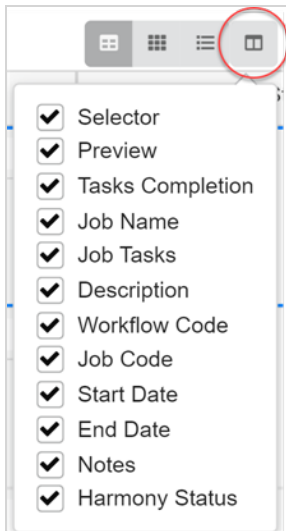 Selector
Preview
Tasks Completion
Job Name
Job Tasks
Description
Workflow Code
Job Code
Start Date
End Date
Notes
Harmony Status